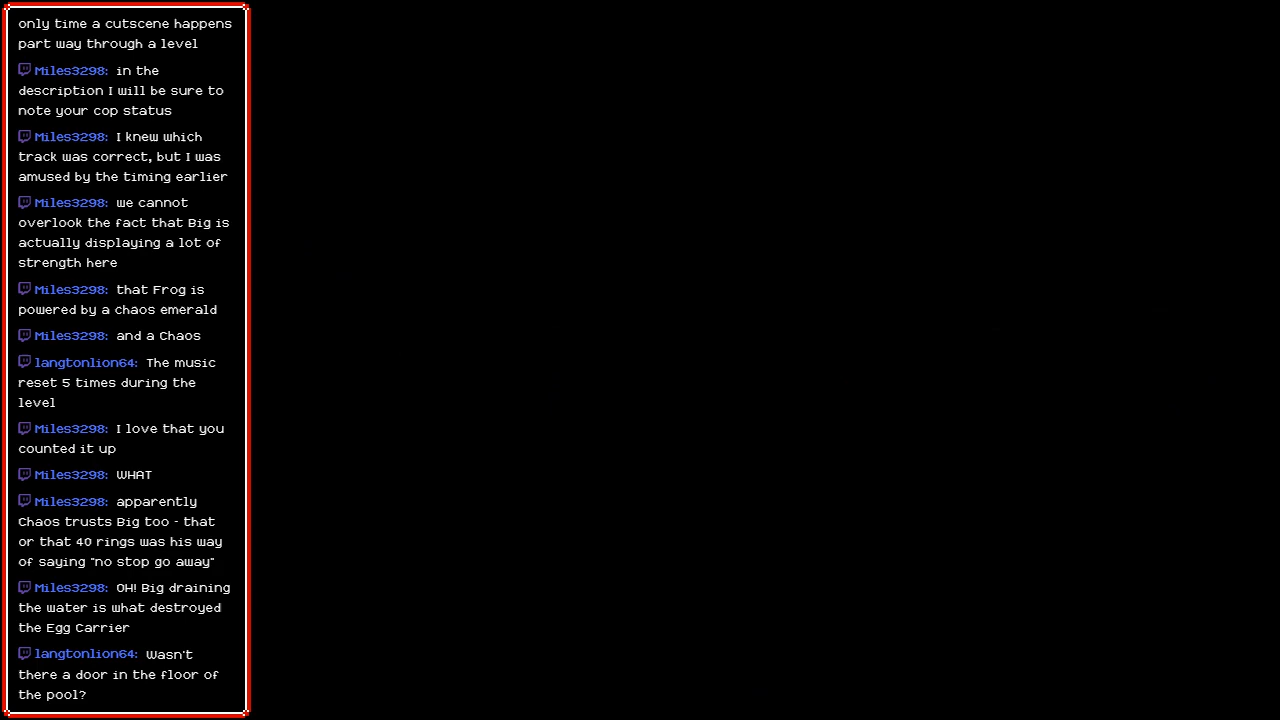 only time a cutscene happens
part way through a level
Miles3298: in the
description I will be sure to
note your cop status
Miles3298: I knew which
track was correct, but I was
amused by the timing earlier
Miles3298: we cannot
overlook the fact that Big is
actually displaying a lot of
strength here
Miles3298: that Frog is
powered by a chaos emerald
Miles3298: and a Chaos
langtonlion64: The music
reset 5 times during the
level
Miles3298: I love that you
counted it up
Miles3298: WHAT
Miles3298: apparently
Chaos trusts Big too - that
or that 40 rings was his way
of saying "no stop go away"
Miles3298: OH! Big draining
the water is what destroyed
the Egg Carrier
langtonlion64: Wasn't
there a door in the floor of
the pool?